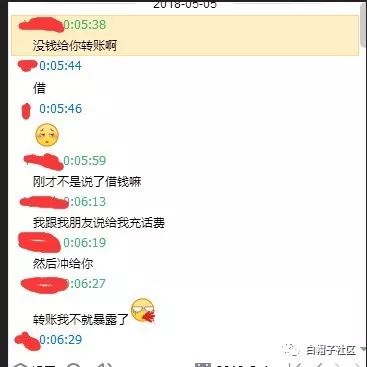 2018-05-05
0:05:38
没钱给你转账啊
0:05:44
借
0:05:46
0:05:59
刚才不是说了借钱嘛
0:06:13
我跟我朋友说给我充话费
0:06:19
然后冲给你
0:06:27
转账我不就暴露了
0:06:29
白帽子社区